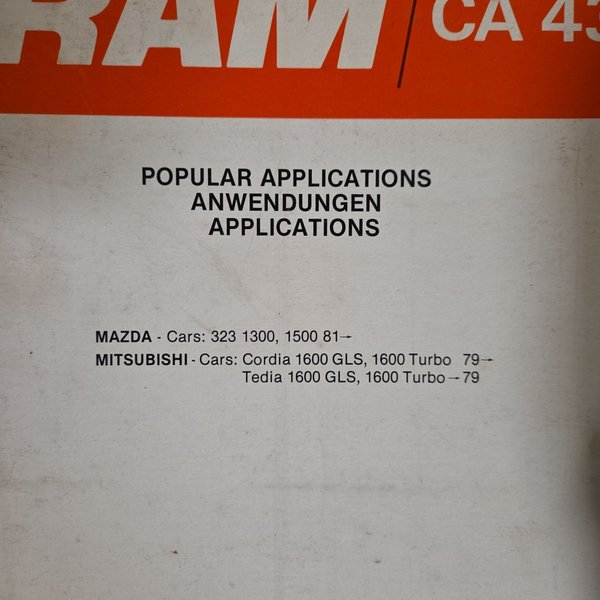 RAM
CA 43
POPULAR APPLICATIONS
ANWENDUNGEN
APPLICATIONS
MAZDA - Cars: 323 1300, 1500 81→
MITSUBISHI - Cars: Cordia 1600 GLS, 1600 Turbo 79→
Tedia 1600 GLS, 1600 Turbo →79